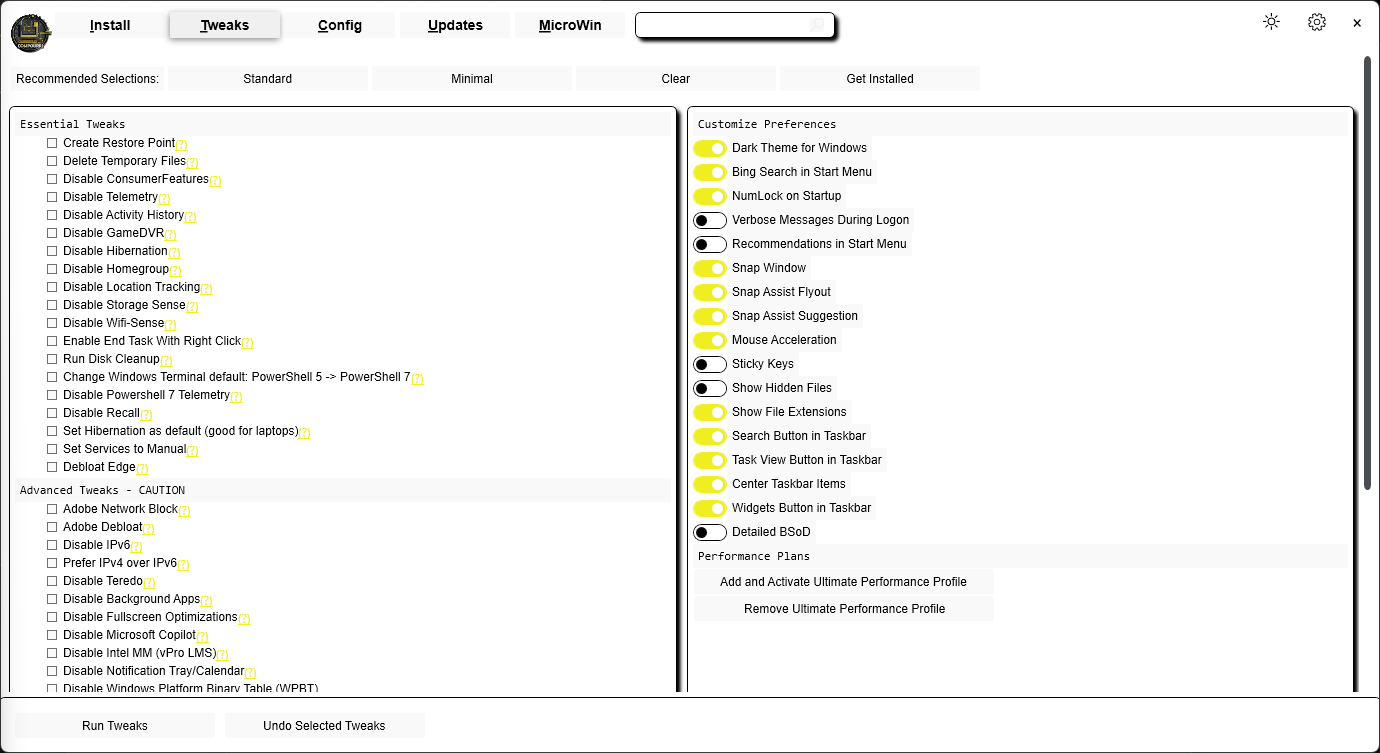 Install
Tweaks
Config
Updates
MicroWin
Recommended Selections:
Standard
Minimal
Clear
Get Installed
Essential Tweaks
Create Restore Point(?)
Delete Temporary Files(?)
Disable ConsumerFeatures(?)
Disable Telemetry(?)
Disable Activity History(?)
Disable GameDVR(?)
Disable Hibernation(?)
Disable Homegroup(?)
Disable Location Tracking(?)
Disable Storage Sense(?)
Disable Wifi-Sense(?)
Enable End Task With Right Click(?)
Run Disk Cleanup(?)
Change Windows Terminal default: PowerShell 5 -> PowerShell 7(?)
Disable Powershell 7 Telemetry(?)
Disable Recall(?)
Set Hibernation as default (good for laptops)(?)
Set Services to Manual(?)
Debloat Edge(?)
Advanced Tweaks - CAUTION
Adobe Network Block(?)
Adobe Debloat(?)
Disable IPv6(?)
Prefer IPv4 over IPv6(?)
Disable Teredo(?)
Disable Background Apps(?)
Disable Fullscreen Optimizations(?)
Disable Microsoft Copilot(?)
Disable Intel MM (vPro LMS)(?)
Disable Notification Tray/Calendar(?)
Disable Windows Platform Binary Table (WPBT)
Customize Preferences
Dark Theme for Windows
Bing Search in Start Menu
NumLock on Startup
Verbose Messages During Logon
Recommendations in Start Menu
Snap Window
Snap Assist Flyout
Snap Assist Suggestion
Mouse Acceleration
Sticky Keys
Show Hidden Files
Show File Extensions
Search Button in Taskbar
Task View Button in Taskbar
Center Taskbar Items
Widgets Button in Taskbar
Detailed BSoD
Performance Plans
Add and Activate Ultimate Performance Profile
Remove Ultimate Performance Profile
Run Tweaks
Undo Selected Tweaks